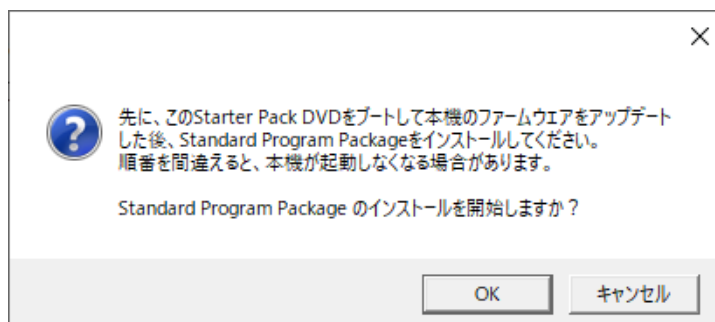 先に、このStarter Pack DVDをブートして本機のファームウエアをアップデート
した後、Standard Program Packageをインストールしてください。
順番を間違えると、本機が起動しなくなる場合があります。
Standard Program Package のインストールを開始しますか？
OK
キャンセル